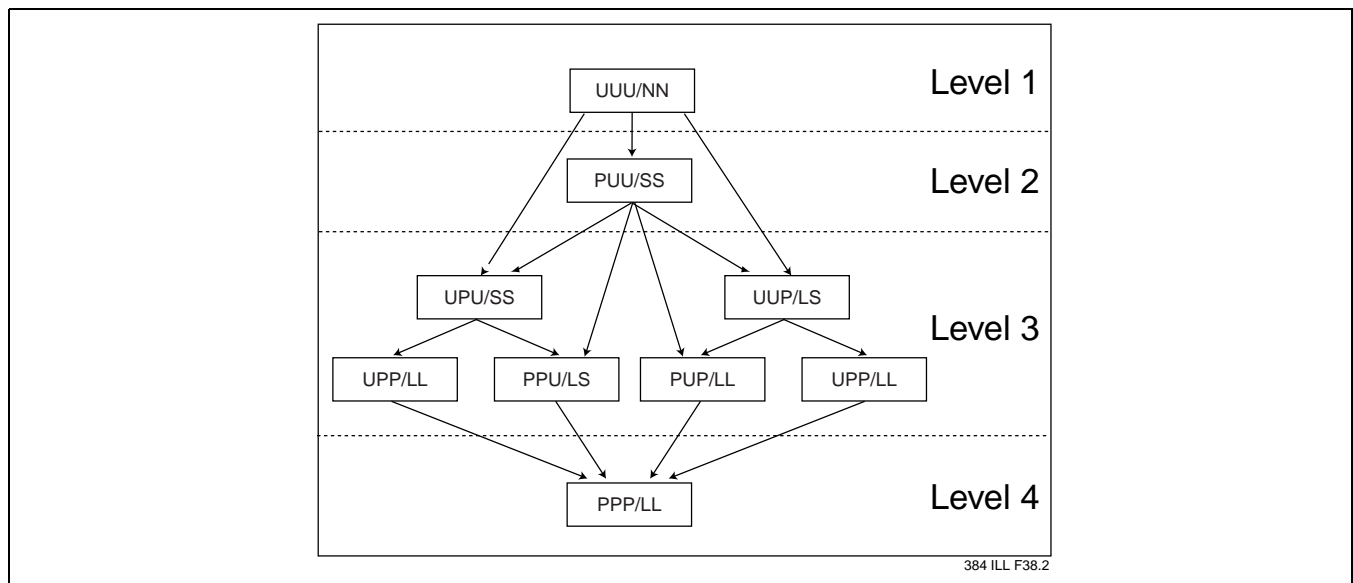 UUU/NN
Level 1
PUU/SS
Level 2
UPU/SS
UUP/LS
Level 3
UPP/LL
PPU/LS
PUP/LL
UPP/LL
PPP/LL
Level 4
384 ILL F38.2